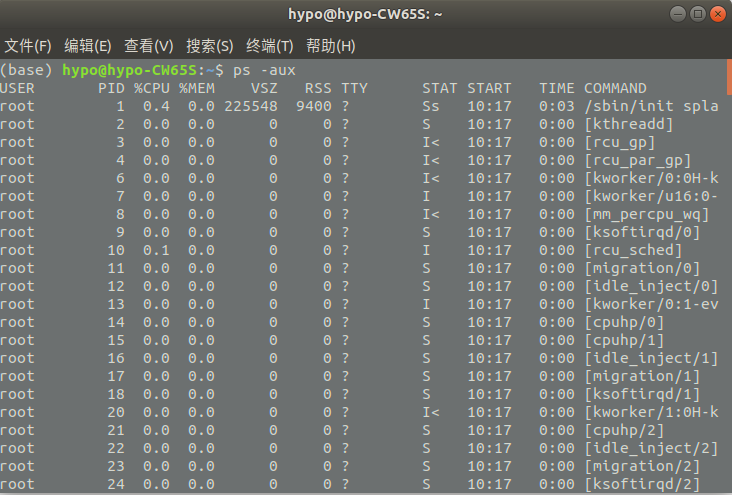 hypo@hypo-CW65S: ~
文件(F) 编辑(E) 查看(V) 搜索(S) 终端(T) 帮助(H)
(base) hypo@hypo-CW65S:~$ ps -aux
USER PID %CPU %MEM VSZ RSS TTY STAT START TIME COMMAND
root 1 0.4 0.0 225548 9400 ? Ss 10:17 0:03 /sbin/init spla
root 2 0.0 0.0 0 0 ? S 10:17 0:00 [kthreadd]
root 3 0.0 0.0 0 0 ? I< 10:17 0:00 [rcu_gp]
root 4 0.0 0.0 0 0 ? I< 10:17 0:00 [rcu_par_gp]
root 6 0.0 0.0 0 0 ? I< 10:17 0:00 [kworker/0:0H-k
root 7 0.0 0.0 0 0 ? I 10:17 0:00 [kworker/u16:0-
root 8 0.0 0.0 0 0 ? I< 10:17 0:00 [mm_percpu_wq]
root 9 0.0 0.0 0 0 ? S 10:17 0:00 [ksoftirqd/0]
root 10 0.1 0.0 0 0 ? I 10:17 0:00 [rcu_sched]
root 11 0.0 0.0 0 0 ? S 10:17 0:00 [migration/0]
root 12 0.0 0.0 0 0 ? S 10:17 0:00 [idle_inject/0]
root 13 0.0 0.0 0 0 ? I 10:17 0:00 [kworker/0:1-ev
root 14 0.0 0.0 0 0 ? S 10:17 0:00 [cpuhp/0]
root 15 0.0 0.0 0 0 ? S 10:17 0:00 [cpuhp/1]
root 16 0.0 0.0 0 0 ? S 10:17 0:00 [idle_inject/1]
root 17 0.0 0.0 0 0 ? S 10:17 0:00 [migration/1]
root 18 0.0 0.0 0 0 ? S 10:17 0:00 [ksoftirqd/1]
root 20 0.0 0.0 0 0 ? I< 10:17 0:00 [kworker/1:0H-k
root 21 0.0 0.0 0 0 ? S 10:17 0:00 [cpuhp/2]
root 22 0.0 0.0 0 0 ? S 10:17 0:00 [idle_inject/2]
root 23 0.0 0.0 0 0 ? S 10:17 0:00 [migration/2]
root 24 0.0 0.0 0 0 ? S 10:17 0:00 [ksoftirqd/2]